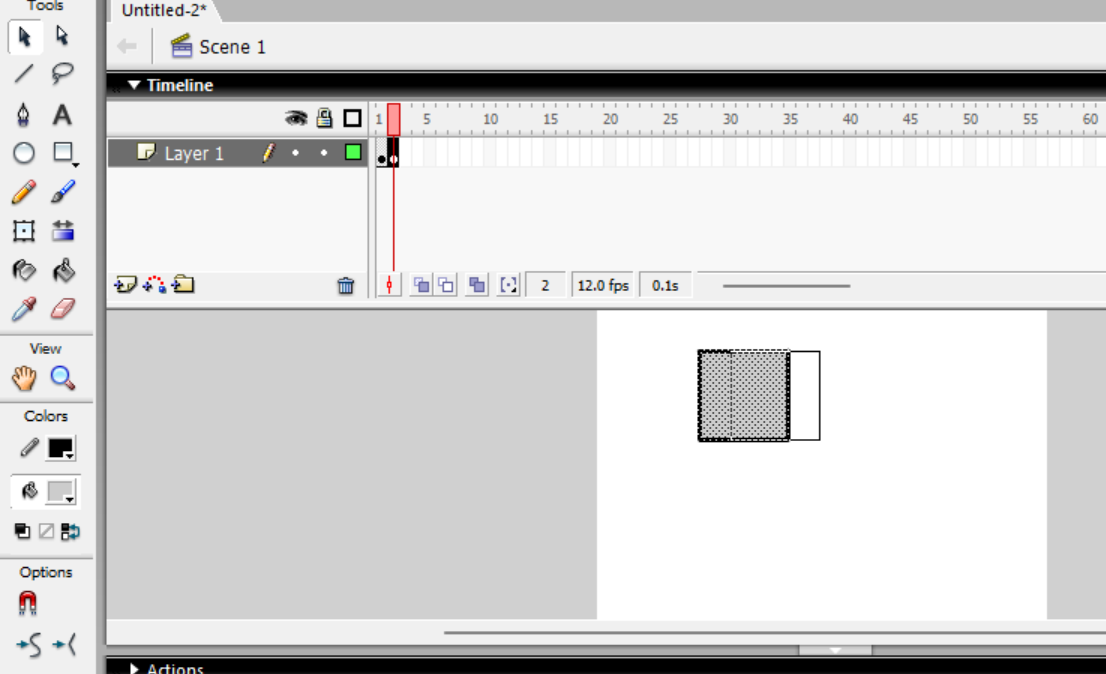 Tools
Untitled-2*
Scene 1
Timeline
1 5 10 15 20 25 30 35 40 45 50 55 60
Layer 1
2 12.0 fps 0.1s
View
Colors
Options
Actions